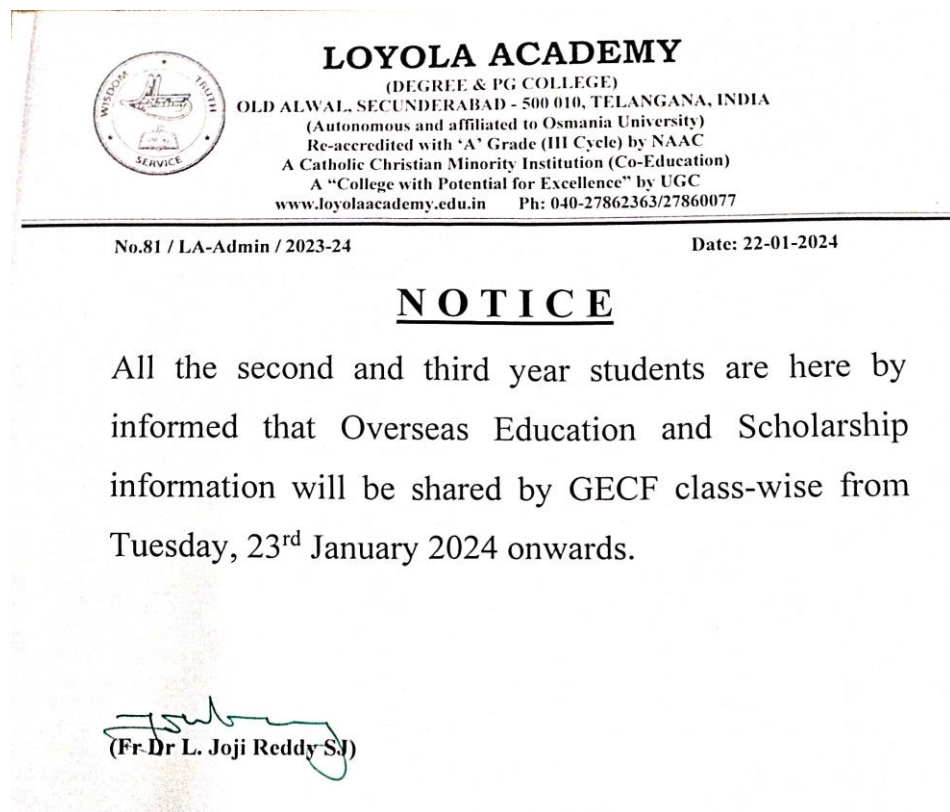 LOYOLA ACADEMY
(DEGREE & PG COLLEGE)
OLD ALWAL, SECUNDERABAD - 500 010, TELANGANA, INDIA
(Autonomous and affiliated to Osmania University)
Re-accredited with ‘A’ Grade (III Cycle) by NAAC
A Catholic Christian Minority Institution (Co-Education)
A “College with Potential for Excellence” by UGC
www.loyolaacademy.edu.in Ph: 040-27862363/27860077
WISDOM TRUTH
SERVICE
No.81 / LA-Admin / 2023-24 Date: 22-01-2024
NOTICE
All the second and third year students are here by
informed that Overseas Education and Scholarship
information will be shared by GECF class-wise from
Tuesday, 23rd January 2024 onwards.
(Fr Dr L. Joji Reddy SJ)